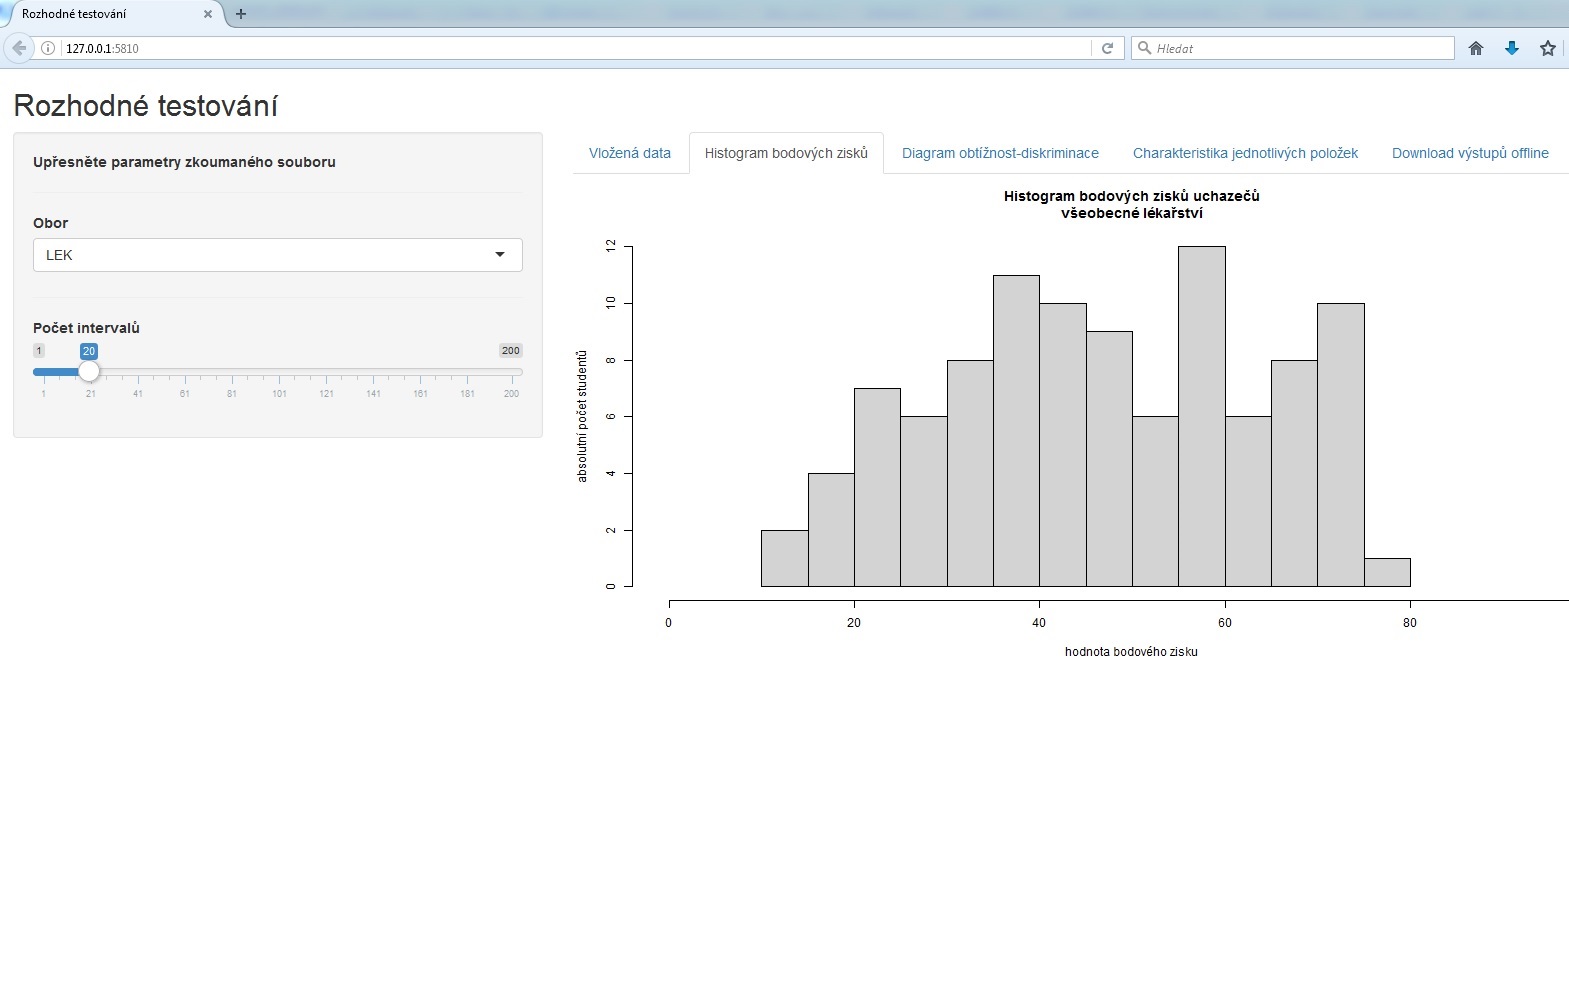 Rozhodné testování
127.0.0.1:5810
Hledat
Rozhodné testování
Upřesněte parametry zkoumaného souboru
Obor
LEK
Počet intervalů
1 20 200
1 21 41 61 81 101 121 141 161 181 200
Vložená data Histogram bodových zisků Diagram obtížnost-diskriminace Charakteristika jednotlivých položek Download výstupů offline
Histogram bodových zisků uchazečů
všeobecné lékařství
absolutní počet studentů
12
10
8
6
4
2
0
0 20 40 60 80
hodnota bodového zisku